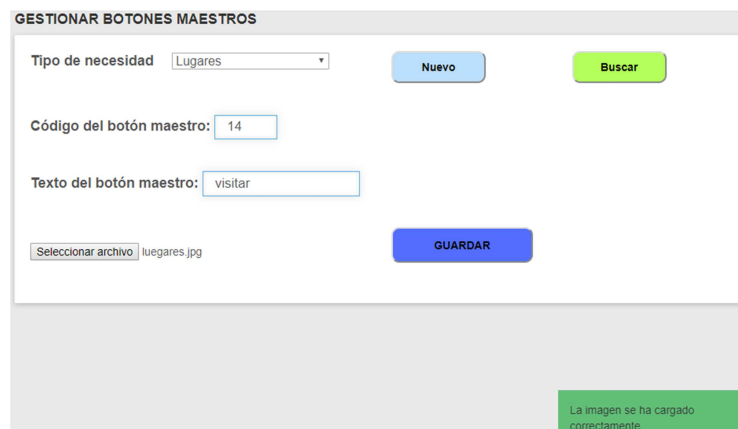 GESTIONAR BOTONES MAESTROS
Tipo de necesidad Lugares Nuevo Buscar
Código del botón maestro: 14
Texto del botón maestro: visitar
Seleccionar archivo luegares.jpg GUARDAR
La imagen se ha cargado
correctamente